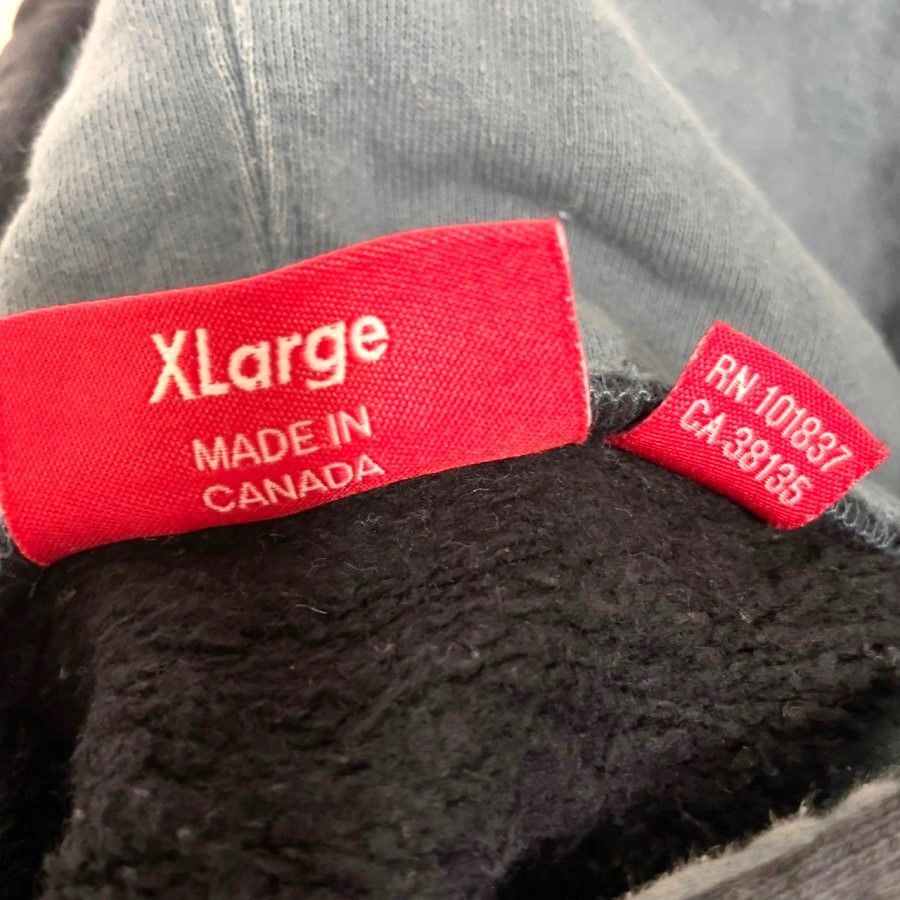 XLarge
MADE IN
CANADA
RN 101837
CA 38135